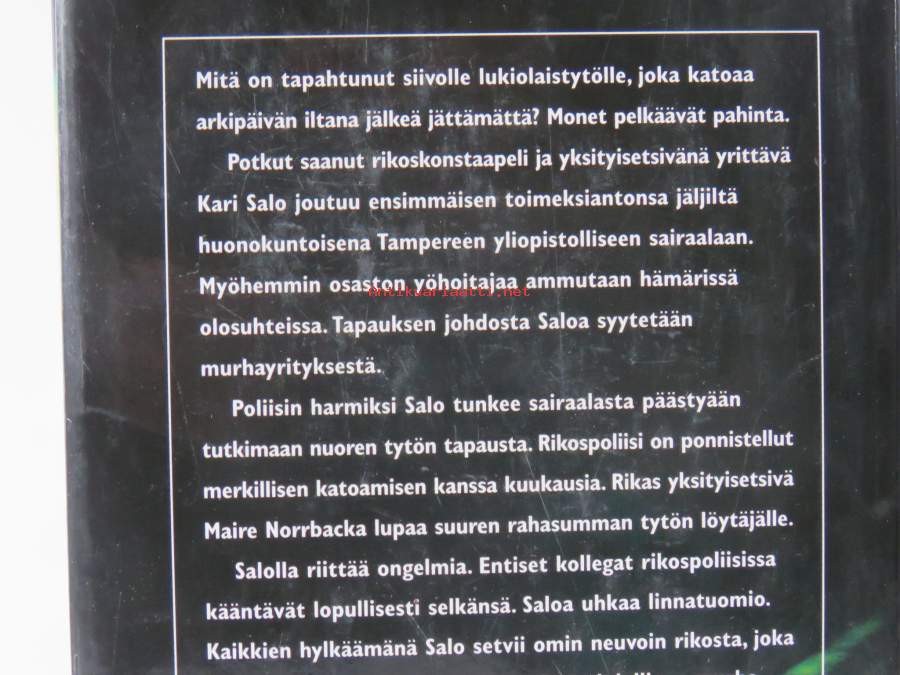 Mitä on tapahtunut siivolle lukiolaistytölle, joka katoaa
arkipäivän iltana jälkeä jättämättä? Monet pelkäävät pahinta.
Potkut saanut rikoskonstaapeli ja yksityisetsivänä yrittävä
Kari Salo joutuu ensimmäisen toimeksiantonsa jäljiltä
huonokuntoisena Tampereen yliopistolliseen sairaalaan.
Myöhemmin osaston yöhoitajaa ammutaan hämärissä
antikvariaatti.net
olosuhteissa. Tapauksen johdosta Saloa syytetään
murhayrityksestä.
Poliisin harmiksi Salo tunkee sairaalasta päästyään
tutkimaan nuoren tytön tapausta. Rikospoliisi on ponnistellut
merkillisen katoamisen kanssa kuukausia. Rikas yksityisetsivä
Maire Norrbacka lupaa suuren rahasumman tytön löytäjälle.
Salolla riittää ongelmia. Entiset kollegat rikospoliisissa
kääntävät lopullisesti selkänsä. Saloa uhkaa linnatuomio.
Kaikkien hylkäämänä Salo setvii omin neuvoin rikosta, joka